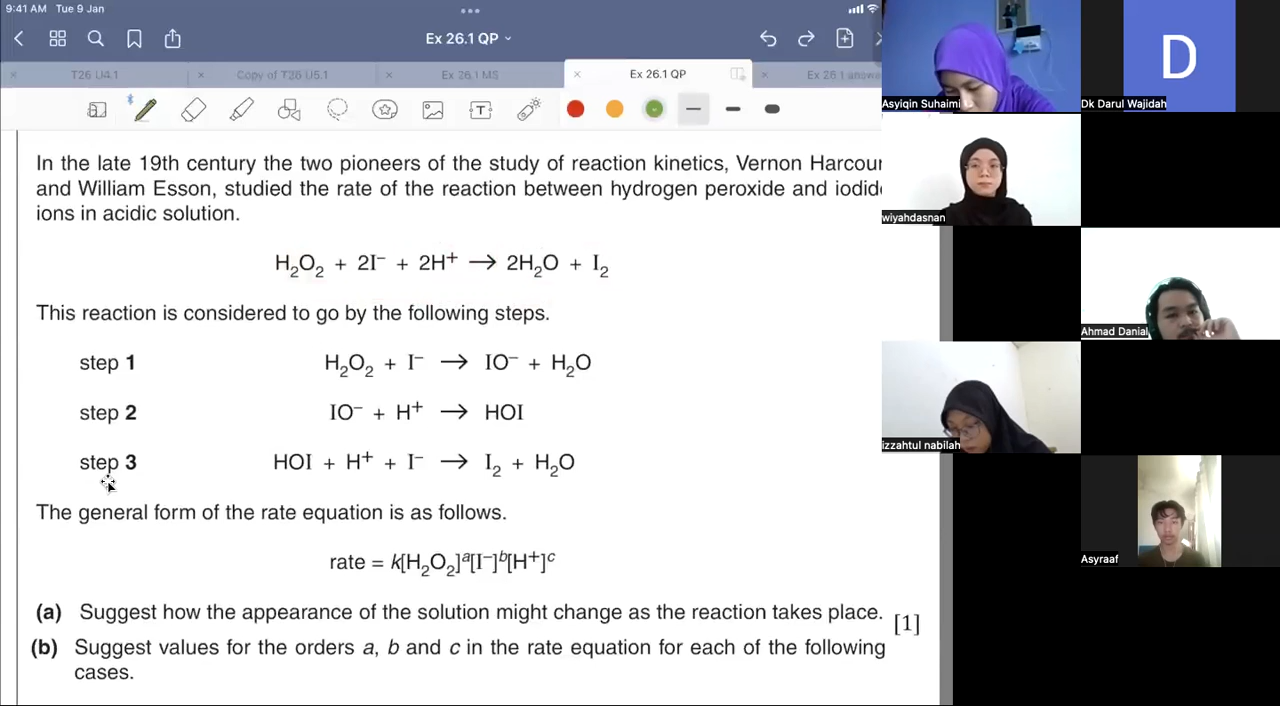 9:41 AM Tue 9 Jan
Ex 26.1 QP
T26 U4.1
Copy of T26 U5.1
Ex 26.1 MS
Ex 26.1 QP
Ex 26.1 answe
In the late 19th century the two pioneers of the study of reaction kinetics, Vernon Harcour
and William Esson, studied the rate of the reaction between hydrogen peroxide and iodide
ions in acidic solution.
H₂O₂ + 2I⁻ + 2H⁺ → 2H₂O + I₂
This reaction is considered to go by the following steps.
step 1 H₂O₂ + I⁻ → IO⁻ + H₂O
step 2 IO⁻ + H⁺ → HOI
step 3 HOI + H⁺ + I⁻ → I₂ + H₂O
The general form of the rate equation is as follows.
rate = k[H₂O₂]ᵃ[I⁻]ᵇ[H⁺]ᶜ
(a) Suggest how the appearance of the solution might change as the reaction takes place. [1]
(b) Suggest values for the orders a, b and c in the rate equation for each of the following
cases.
Asyiqin Suhaimi
D
Dk Darul Wajidah
wiyahdasnan
Ahmad Danial
izzahtul nabilah
Asyraaf